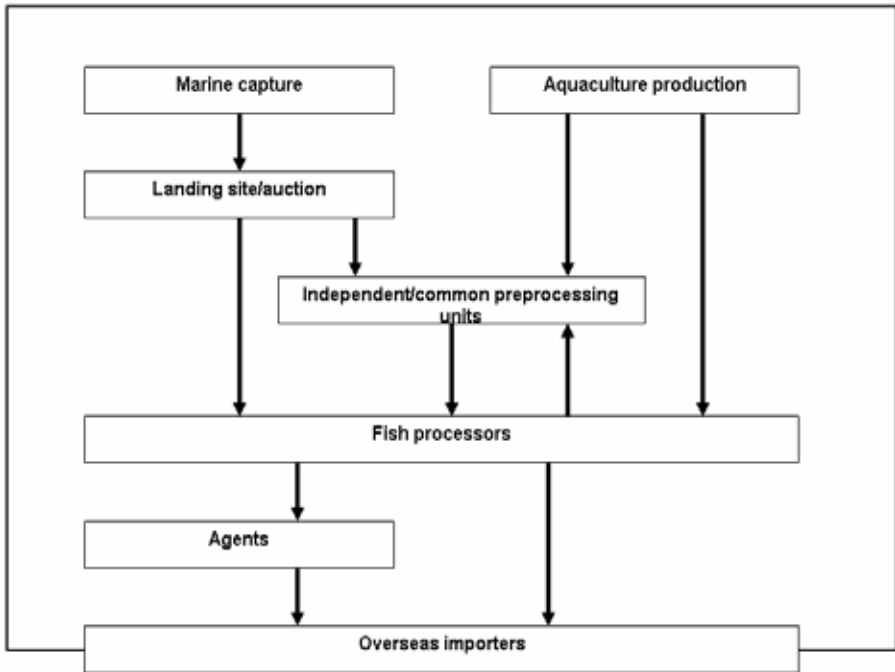 Marine capture
Aquaculture production
Landing site/auction
Independent/common preprocessing
units
Fish processors
Agents
Overseas importers